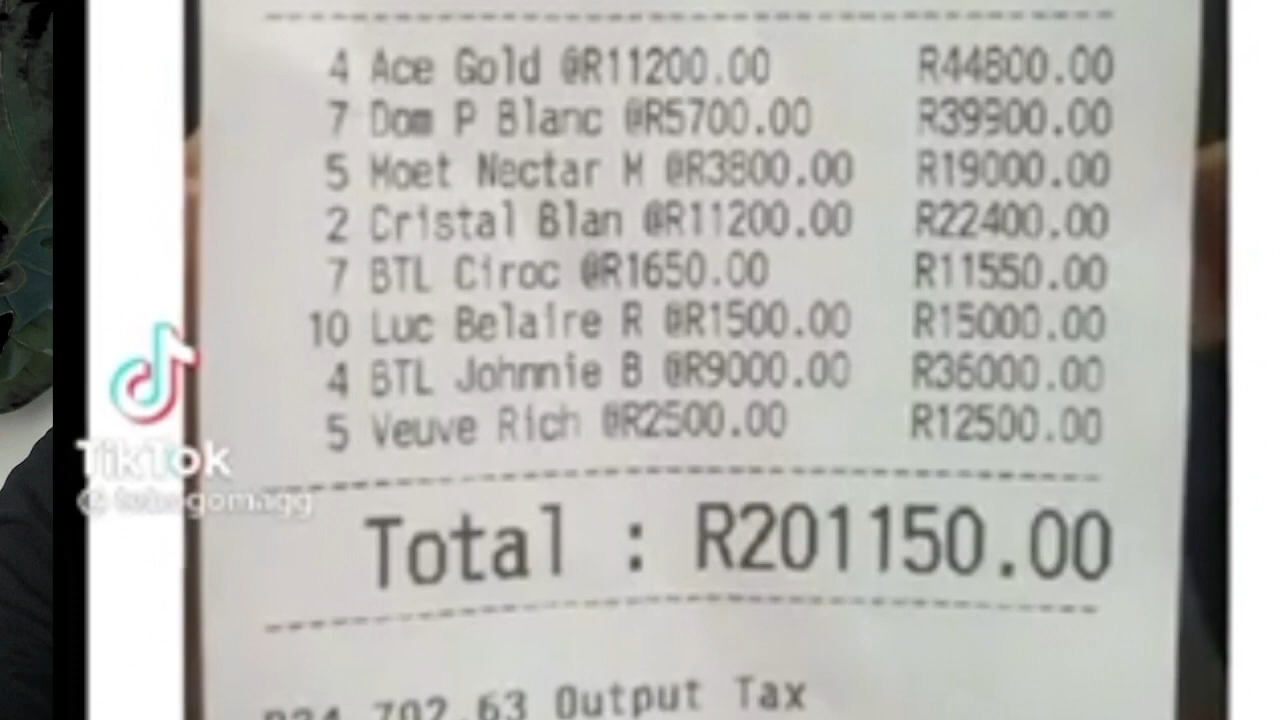 4 Ace Gold @R11200.00 R44800.00
7 Dom P Blanc @R5700.00 R39900.00
5 Moet Nectar M @R3800.00 R19000.00
2 Cristal Blan @R11200.00 R22400.00
7 BTL Ciroc @R1650.00 R11550.00
10 Luc Belaire R @R1500.00 R15000.00
4 BTL Johnnie B @R9000.00 R36000.00
5 Veuve Rich @R2500.00 R12500.00
Total : R201150.00
702.63 Output Tax
TikTok